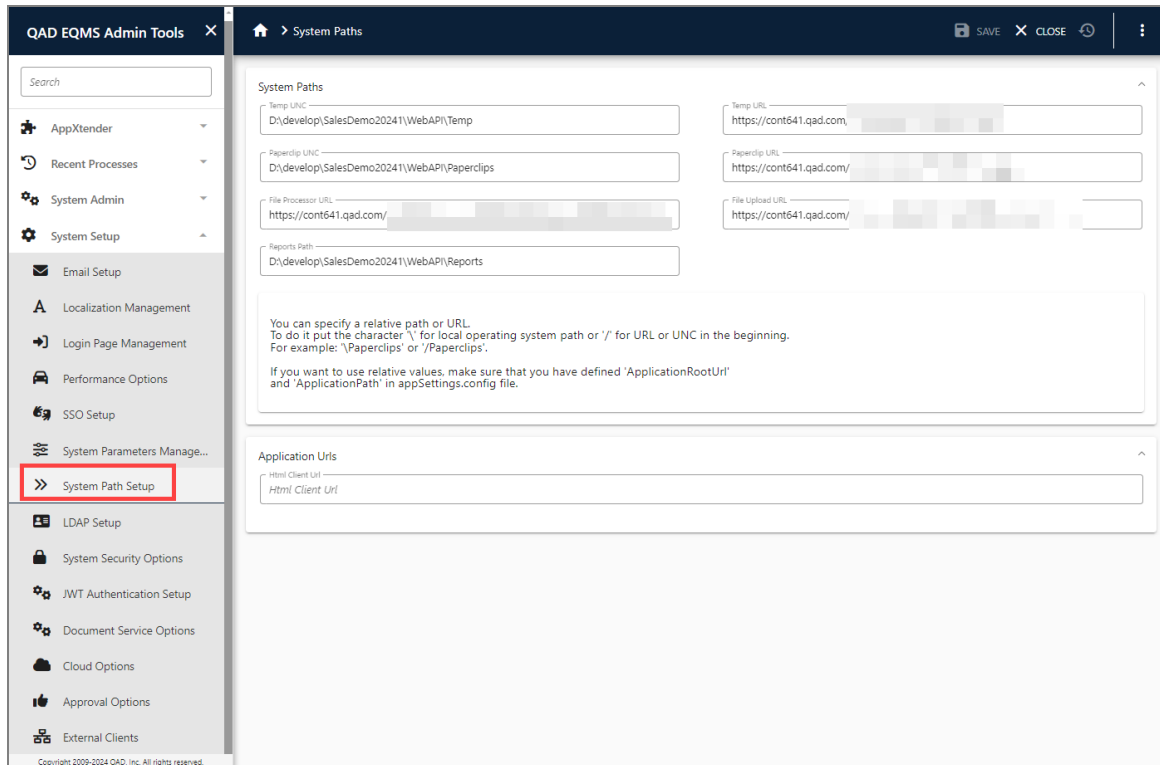 QAD EQMS Admin Tools
System Paths
SAVE
CLOSE
Search
AppXtender
Recent Processes
System Admin
System Setup
Email Setup
Localization Management
Login Page Management
Performance Options
SSO Setup
System Parameters Manage...
System Path Setup
LDAP Setup
System Security Options
JWT Authentication Setup
Document Service Options
Cloud Options
Approval Options
External Clients
Copyright 2009-2024 QAD, Inc. All rights reserved.
System Paths
Temp UNC
D:\develop\SalesDemo20241\WebAPI\Temp
Temp URL
https://cont641.qad.com/
Paperclip UNC
D:\develop\SalesDemo20241\WebAPI\Paperclips
Paperclip URL
https://cont641.qad.com/
File Processor URL
https://cont641.qad.com/
File Upload URL
https://cont641.qad.com/
Reports Path
D:\develop\SalesDemo20241\WebAPI\Reports
You can specify a relative path or URL.
To do it put the character '\' for local operating system path or '/' for URL or UNC in the beginning.
For example: '\Paperclips' or '/Paperclips'.
If you want to use relative values, make sure that you have defined 'ApplicationRootUrl'
and 'ApplicationPath' in appSettings.config file.
Application Urls
Html Client Url
Html Client Url